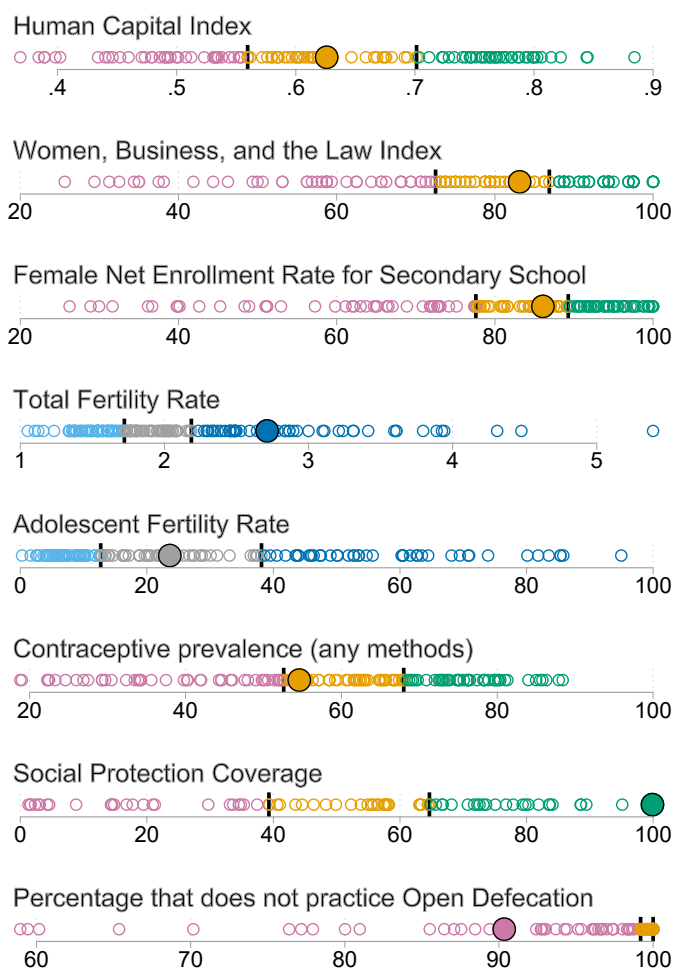 Human Capital Index
.4 .5 .6 .7 .8 .9
Women, Business, and the Law Index
20 40 60 80 100
Female Net Enrollment Rate for Secondary School
20 40 60 80 100
Total Fertility Rate
1 2 3 4 5
Adolescent Fertility Rate
0 20 40 60 80 100
Contraceptive prevalence (any methods)
20 40 60 80 100
Social Protection Coverage
0 20 40 60 80 100
Percentage that does not practice Open Defecation
60 70 80 90 100